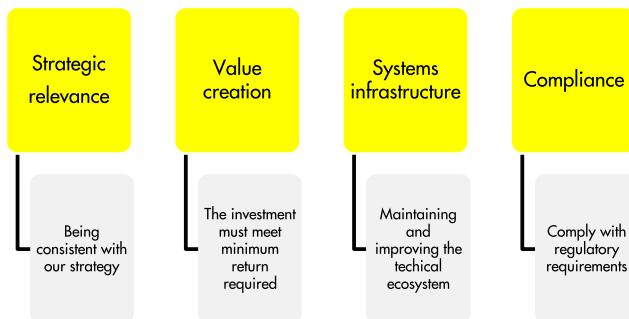 Strategic
relevance
Value
creation
Systems
infrastructure
Compliance
Being
consistent with
our strategy
The investment
must meet
minimum
return
required
Maintaining
and
improving the
techical
ecosystem
Comply with
regulatory
requirements